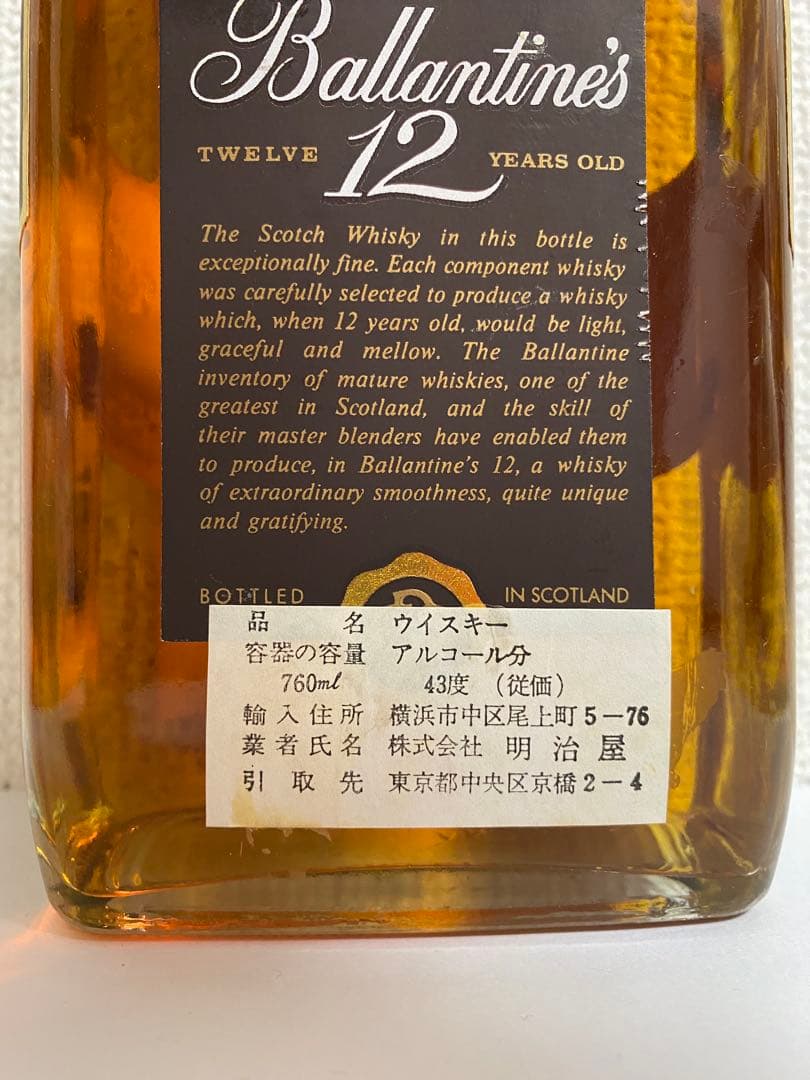 Ballantine's
TWELVE 12 YEARS OLD
The Scotch Whisky in this bottle is
exceptionally fine. Each component whisky
was carefully selected to produce a whisky
which, when 12 years old, would be light,
graceful and mellow. The Ballantine
inventory of mature whiskies, one of the
greatest in Scotland, and the skill of
their master blenders have enabled them
to produce, in Ballantine's 12, a whisky
of extraordinary smoothness, quite unique
and gratifying.
BOTTLED IN SCOTLAND
品 名 ウイスキー
容器の容量 アルコール分
760ml 43度 (従価)
輸入住所 横浜市中区尾上町5-76
業者氏名 株式会社 明治屋
引取先 東京都中央区京橋2-4